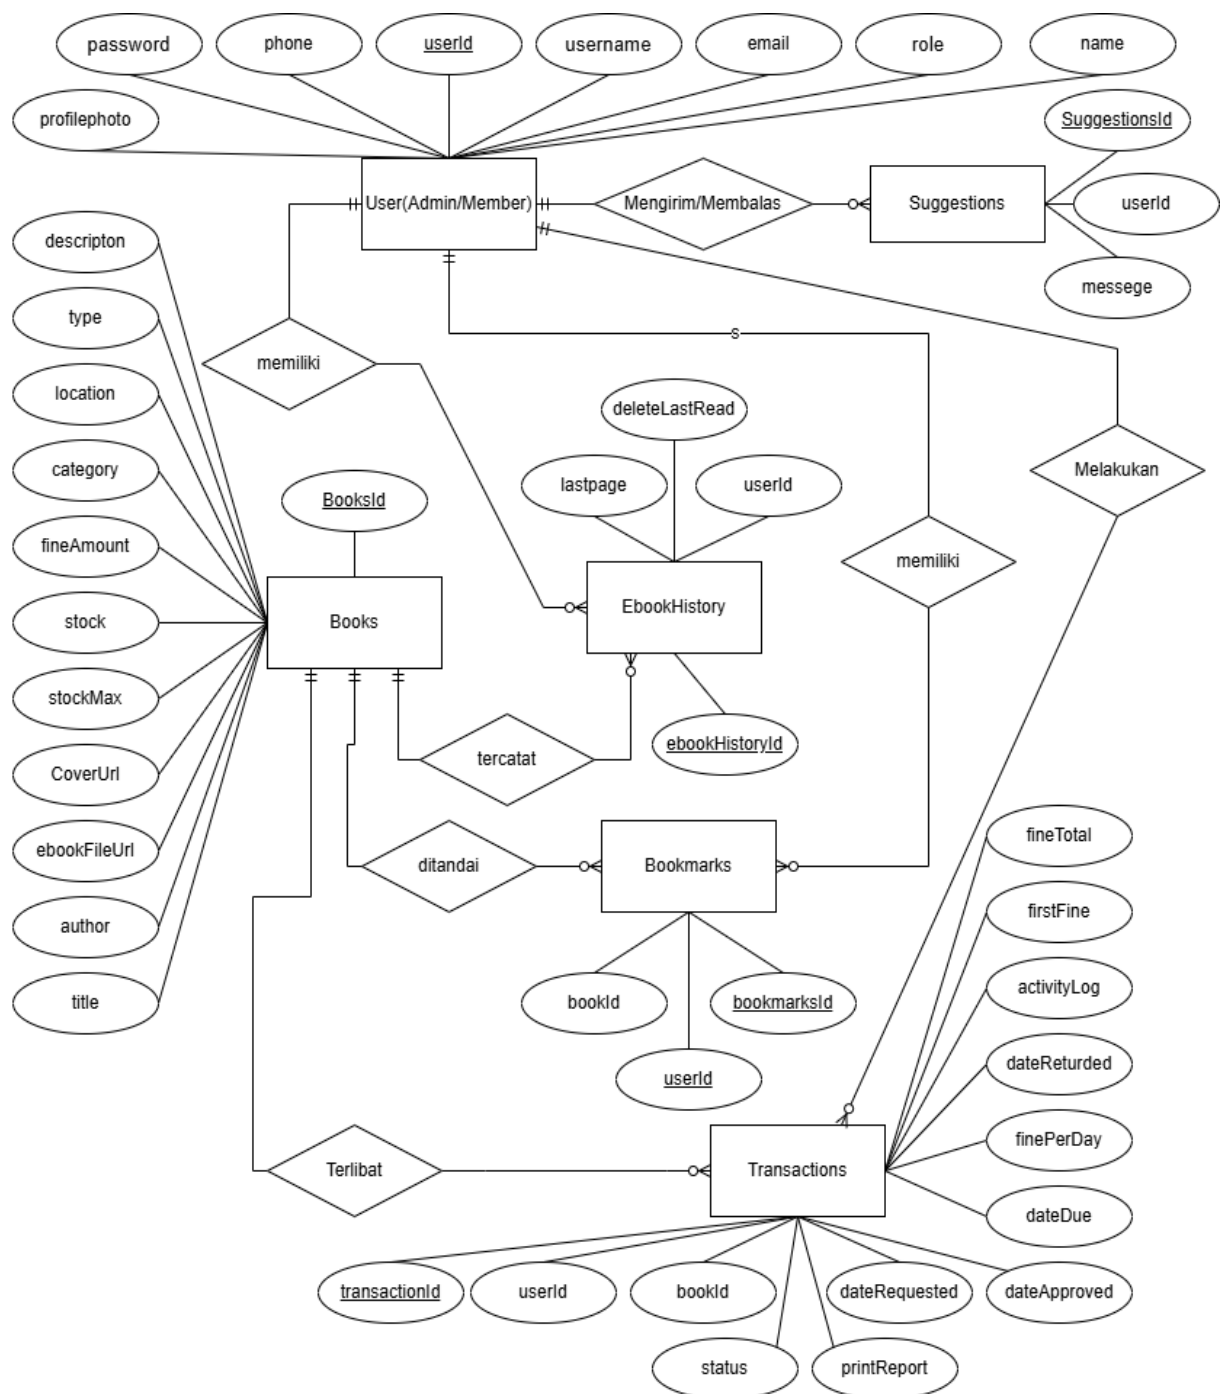 password
phone
userId
username
email
role
name
profilephoto
SuggestionsId
User(Admin/Member)
Mengirim/Membalas
Suggestions
userId
messege
descripton
type
location
category
fineAmount
stock
stockMax
CoverUrl
ebookFileUrl
author
title
memiliki
s
deleteLastRead
lastpage
userId
Melakukan
BooksId
Books
EbookHistory
memiliki
tercatat
ebookHistoryId
ditandai
Bookmarks
bookId
bookmarksId
userId
fineTotal
firstFine
activityLog
dateReturded
finePerDay
dateDue
Terlibat
Transactions
transactionId
userId
bookId
dateRequested
dateApproved
status
printReport